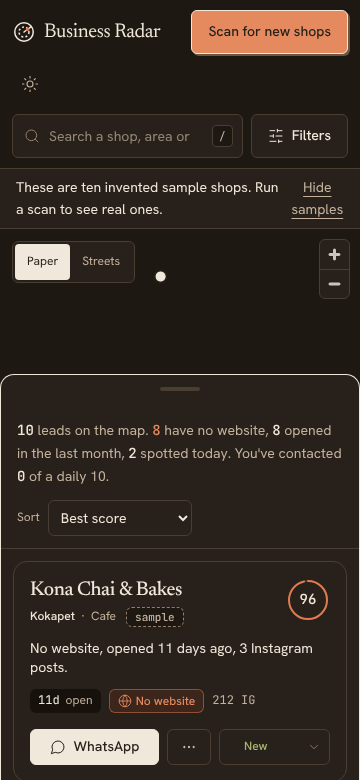 Business Radar
Scan for new shops
Search a shop, area or
/
Filters
These are ten invented sample shops. Run
a scan to see real ones.
Hide
samples
Paper
Streets
+
−
10 leads on the map. 8 have no website, 8 opened
in the last month, 2 spotted today. You've contacted
0 of a daily 10.
Sort
Best score
Kona Chai & Bakes
96
Kokapet · Cafe
sample
No website, opened 11 days ago, 3 Instagram
posts.
11d open
No website
212 IG
WhatsApp
...
New